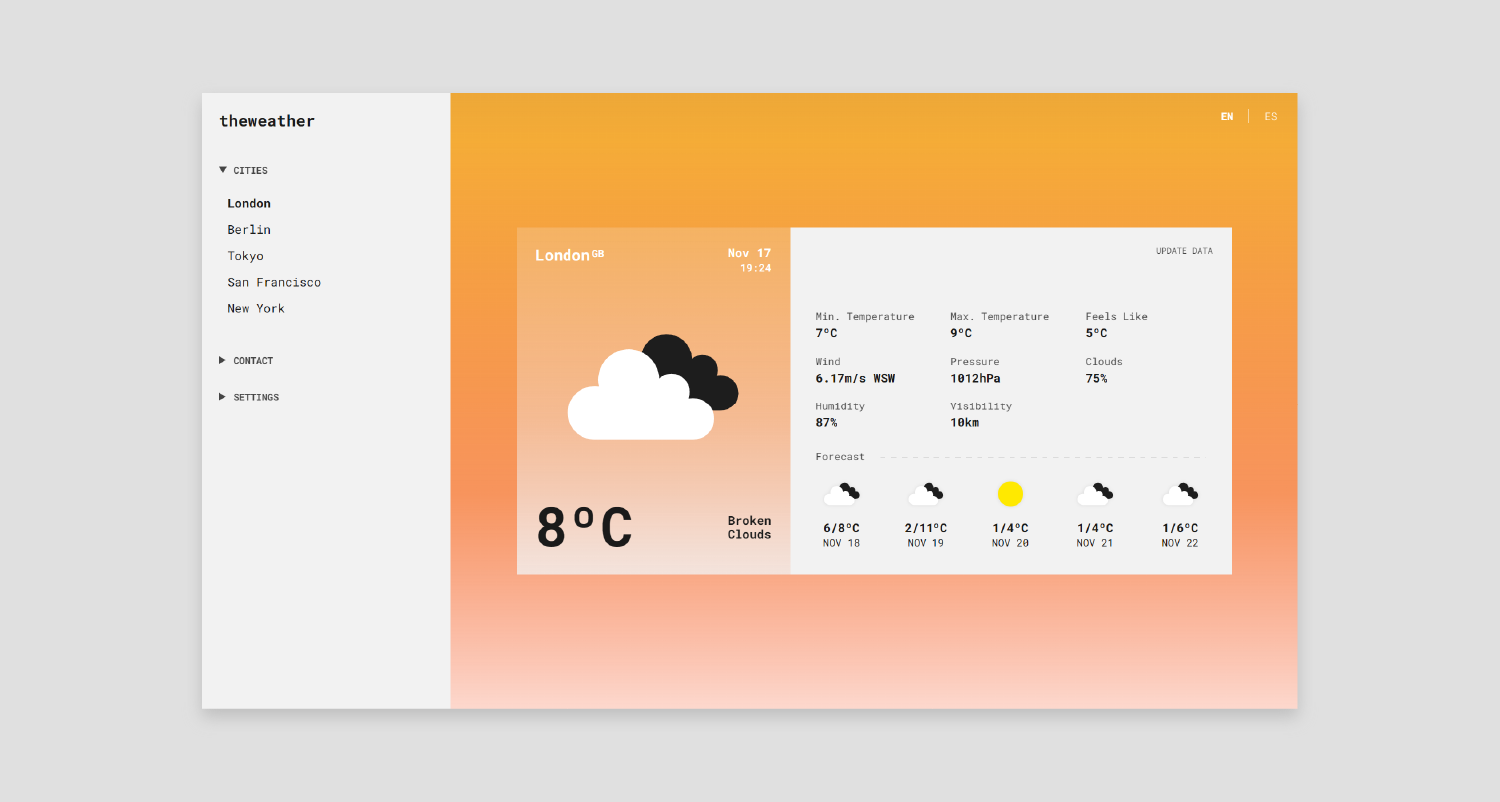 theweather
CITIES
London
Berlin
Tokyo
San Francisco
New York
CONTACT
SETTINGS
EN ES
London GB
Nov 17
19:24
8ºC
Broken
Clouds
UPDATE DATA
Min. Temperature Max. Temperature Feels Like
7ºC 9ºC 5ºC
Wind Pressure Clouds
6.17m/s WSW 1012hPa 75%
Humidity Visibility
87% 10km
Forecast
6/8ºC 2/11ºC 1/4ºC 1/4ºC 1/6ºC
NOV 18 NOV 19 NOV 20 NOV 21 NOV 22